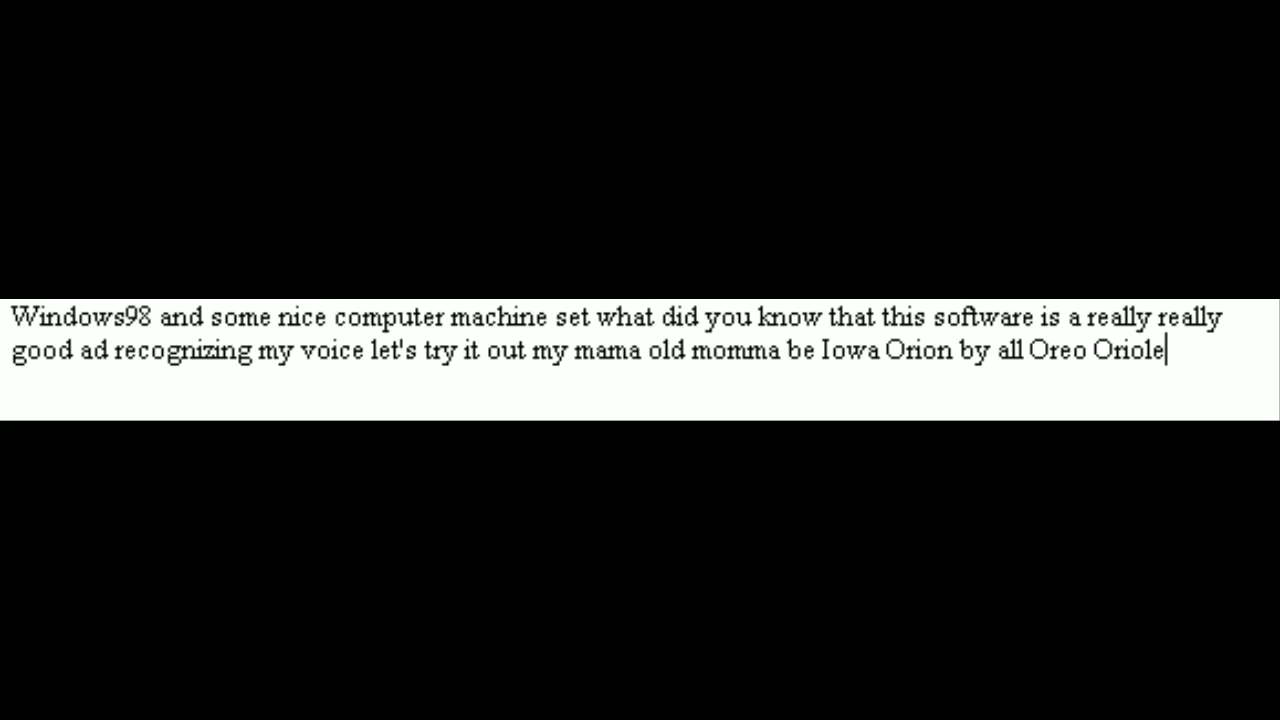 Windows98 and some nice computer machine set what did you know that this software is a really really
good ad recognizing my voice let's try it out my mama old momma be Iowa Orion by all Oreo Oriole